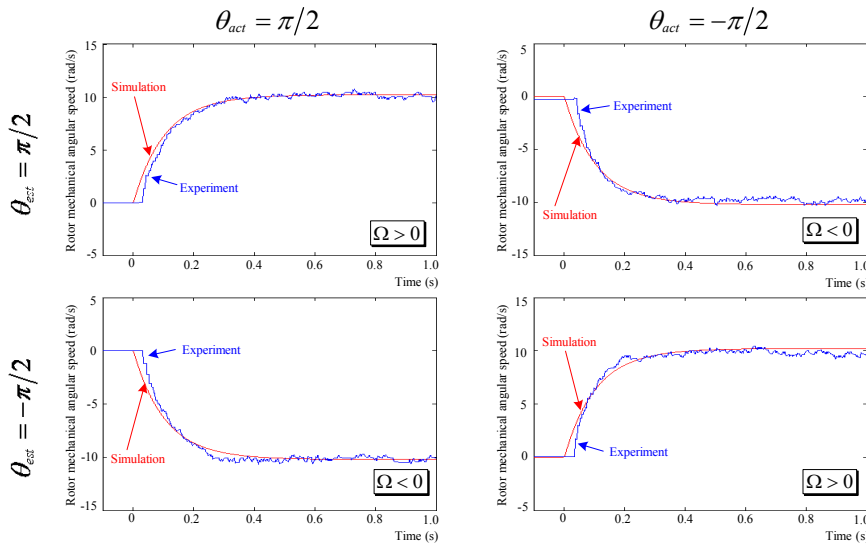 θact = π/2
θact = −π/2
θest = π/2
Rotor mechanical angular speed (rad/s)
15
10
5
0
-5
Simulation
Experiment
Ω > 0
0
0.2
0.4
0.6
0.8
1.0
Time (s)
Rotor mechanical angular speed (rad/s)
5
0
-5
-10
-15
Experiment
Simulation
Ω < 0
0
0.2
0.4
0.6
0.8
1.0
Time (s)
θest = −π/2
Rotor mechanical angular speed (rad/s)
5
0
-5
-10
-15
Experiment
Simulation
Ω < 0
0
0.2
0.4
0.6
0.8
1.0
Time (s)
Rotor mechanical angular speed (rad/s)
15
10
5
0
-5
Simulation
Experiment
Ω > 0
0
0.2
0.4
0.6
0.8
1.0
Time (s)